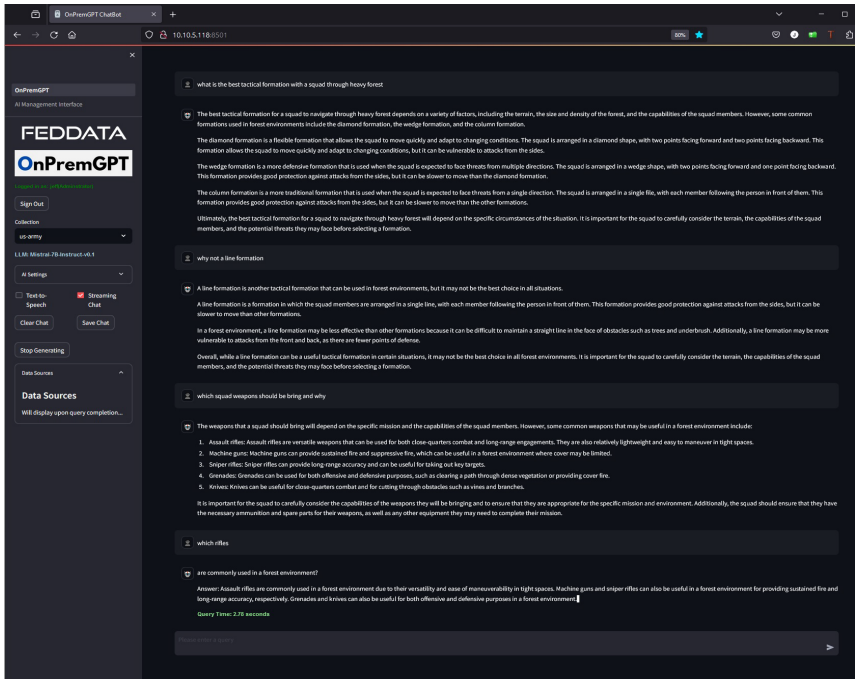 OnPremGPT ChatBot
10.10.5.118:8501
80%
OnPremGPT
AI Management Interface
FEDDATA
OnPremGPT
Sign Out
Collection
us-army
LLM: Mistral-7B-Instruct-v0.1
AI Settings
Text-to-
Speech
Streaming
Chat
Clear Chat
Save Chat
Stop Generating
Data Sources
Data Sources
Will display upon query completion...
what is the best tactical formation with a squad through heavy forest
The best tactical formation for a squad to navigate through heavy forest depends on a variety of factors, including the terrain, the size and density of the forest, and the capabilities of the squad members. However, some common
formations used in forest environments include the diamond formation, the wedge formation, and the column formation.
The diamond formation is a flexible formation that allows the squad to move quickly and adapt to changing conditions. The squad is arranged in a diamond shape, with two points facing forward and two points facing backward. This
formation allows the squad to move quickly and adapt to changing conditions, but it can be vulnerable to attacks from the sides.
The wedge formation is a more defensive formation that is used when the squad is expected to face threats from multiple directions. The squad is arranged in a wedge shape, with two points facing forward and one point facing backward.
This formation provides good protection against attacks from the sides, but it can be slower to move than the diamond formation.
The column formation is a more traditional formation that is used when the squad is expected to face threats from a single direction. The squad is arranged in a single file, with each member following the person in front of them. This
formation provides good protection against attacks from the sides, but it can be slower to move than the other formations.
Ultimately, the best tactical formation for a squad to navigate through heavy forest will depend on the specific circumstances of the situation. It is important for the squad to carefully consider the terrain, the capabilities of the squad
members, and the potential threats they may face before selecting a formation.
why not a line formation
A line formation is another tactical formation that can be used in forest environments, but it may not be the best choice in all situations.
A line formation is a formation in which the squad members are arranged in a single line, with each member following the person in front of them. This formation provides good protection against attacks from the sides, but it can be
slower to move than other formations.
In a forest environment, a line formation may be less effective than other formations because it can be difficult to maintain a straight line in the face of obstacles such as trees and underbrush. Additionally, a line formation may be more
vulnerable to attacks from the front and back, as there are fewer points of defense.
Overall, while a line formation can be a useful tactical formation in certain situations, it may not be the best choice in all forest environments. It is important for the squad to carefully consider the terrain, the capabilities of the squad
members, and the potential threats they may face before selecting a formation.
which squad weapons should be bring and why
The weapons that a squad should bring will depend on the specific mission and the capabilities of the squad members. However, some common weapons that may be useful in a forest environment include:
1. Assault rifles: Assault rifles are versatile weapons that can be used for both close-quarters combat and long-range engagements. They are also relatively lightweight and easy to maneuver in tight spaces.
2. Machine guns: Machine guns can provide sustained fire and suppressive fire, which can be useful in a forest environment where cover may be limited.
3. Sniper rifles: Sniper rifles can provide long-range accuracy and can be useful for taking out key targets.
4. Grenades: Grenades can be used for both offensive and defensive purposes, such as clearing a path through dense vegetation or providing cover fire.
5. Knives: Knives can be useful for close-quarters combat and for cutting through obstacles such as vines and branches.
It is important for the squad to carefully consider the capabilities of the weapons they will be bringing and to ensure that they are appropriate for the specific mission and environment. Additionally, the squad should ensure that they have
the necessary ammunition and spare parts for their weapons, as well as any other equipment they may need to complete their mission.
which rifles
are commonly used in a forest environment?
Answer: Assault rifles are commonly used in a forest environment due to their versatility and ease of maneuverability in tight spaces. Machine guns and sniper rifles can also be useful in a forest environment for providing sustained fire and
long-range accuracy, respectively. Grenades and knives can also be useful for both offensive and defensive purposes in a forest environment.
Query Time: 2.78 seconds
Please enter a query